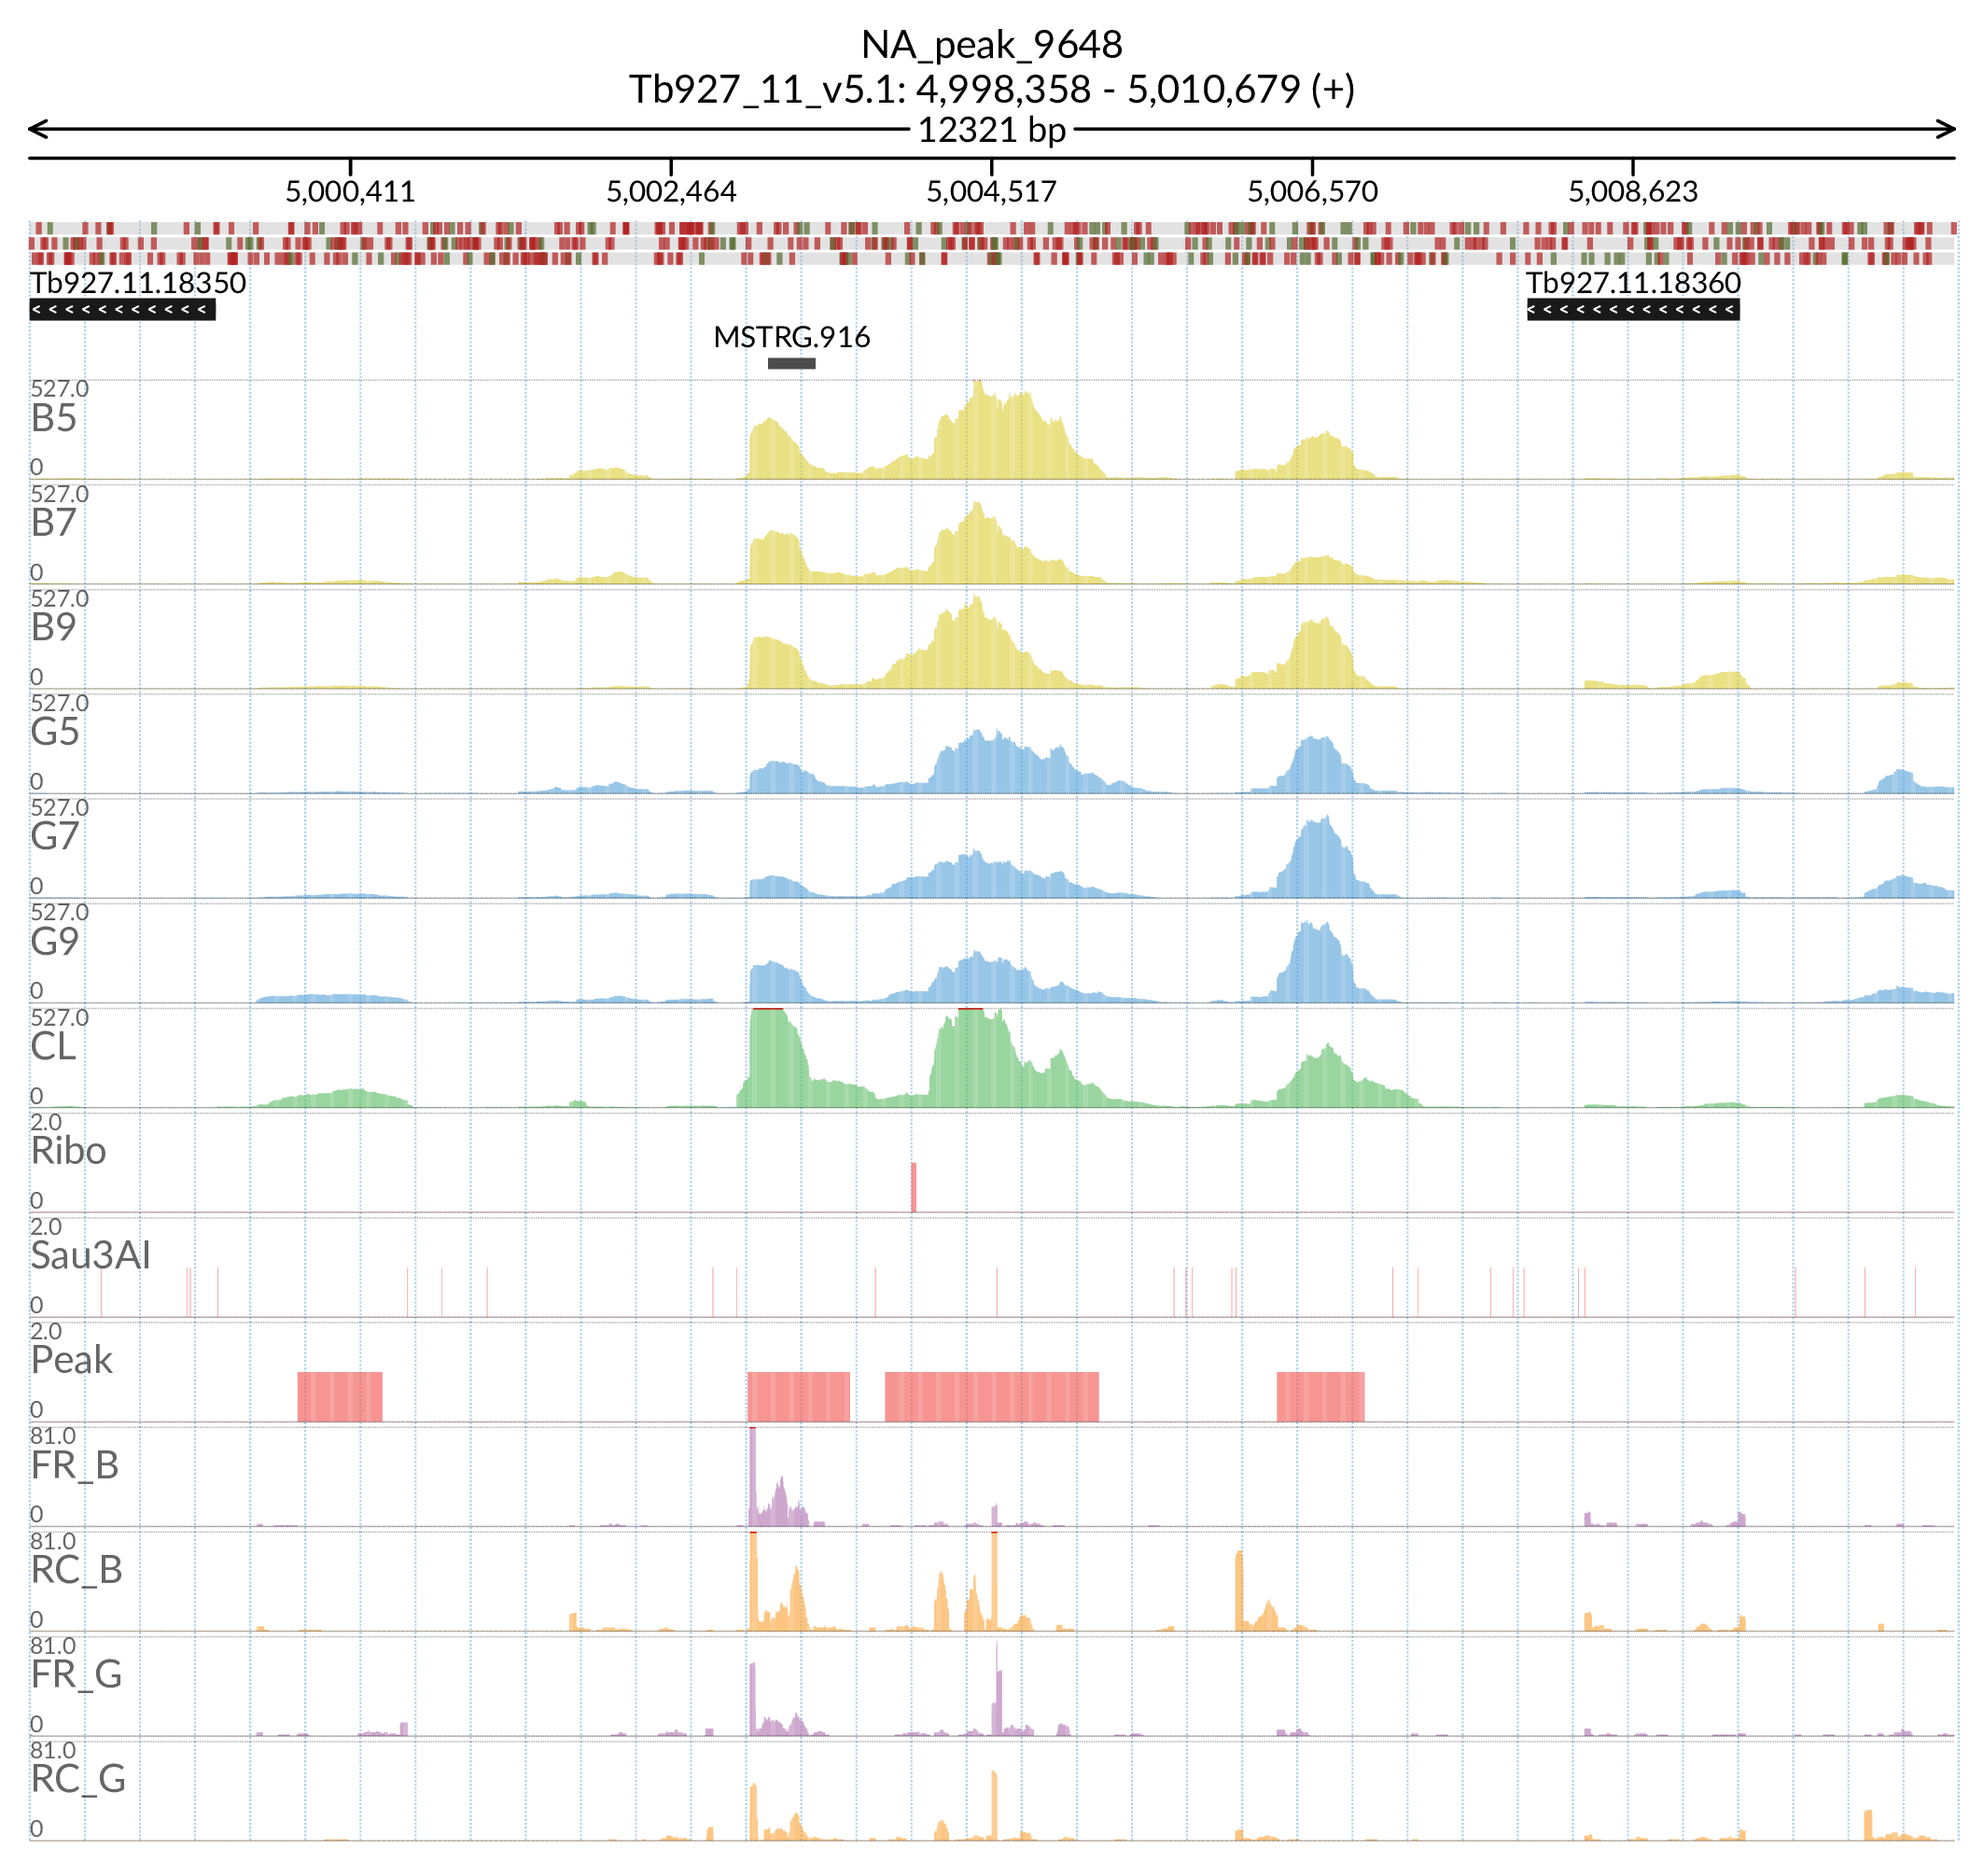 NA_peak_9648
Tb927_11_v5.1: 4,998,358 - 5,010,679 (+)
12321 bp
5,000,411 5,002,464 5,004,517 5,006,570 5,008,623
Tb927.11.18350 Tb927.11.18360
< < < < < < < < < < < < < < < < < < < < < < < <
MSTRG.916
527.0
B5
0
527.0
B7
0
527.0
B9
0
527.0
G5
0
527.0
G7
0
527.0
G9
0
527.0
CL
0
2.0
Ribo
0
2.0
Sau3AI
0
2.0
Peak
0
81.0
FR_B
0
81.0
RC_B
0
81.0
FR_G
0
81.0
RC_G
0